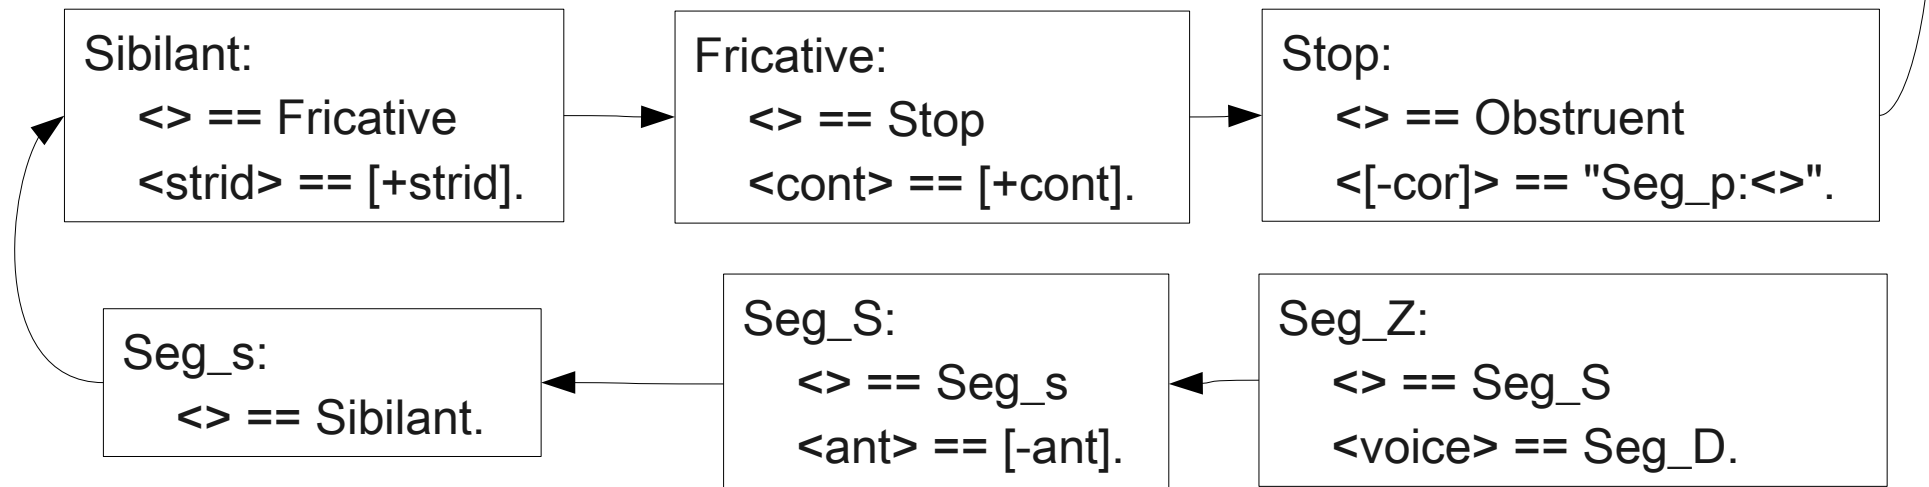 Sibilant:
<> == Fricative
<strid> == [+strid].
Fricative:
<> == Stop
<cont> == [+cont].
Stop:
<> == Obstruent
<[-cor]> == "Seg_p:<>".
Seg_s:
<> == Sibilant.
Seg_S:
<> == Seg_s
<ant> == [-ant].
Seg_Z:
<> == Seg_S
<voice> == Seg_D.